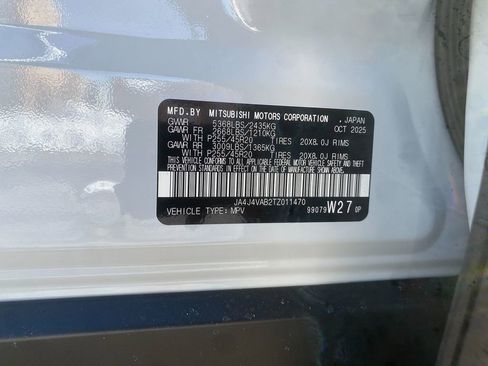 MFD.BY MITSUBISHI MOTORS CORPORATION , JAPAN
GVWR 5368LBS/2435KG OCT 2025
GAWR FR 2668LBS/1210KG
WITH P255/45R20 TIRES 20X8.0J RIMS
GAWR RR 3009LBS/1365KG
WITH P255/45R20 TIRES 20X8.0J RIMS
THIS VEHICLE CONFORMS TO ALL APPLICABLE FEDERAL
MOTOR VEHICLE SAFETY AND THEFT PREVENTION STANDARDS
IN EFFECT ON THE DATE OF MANUFACTURE SHOWN ABOVE.
JA4J4VAB2TZ011470
VEHICLE TYPE: MPV 99079 W27 0P